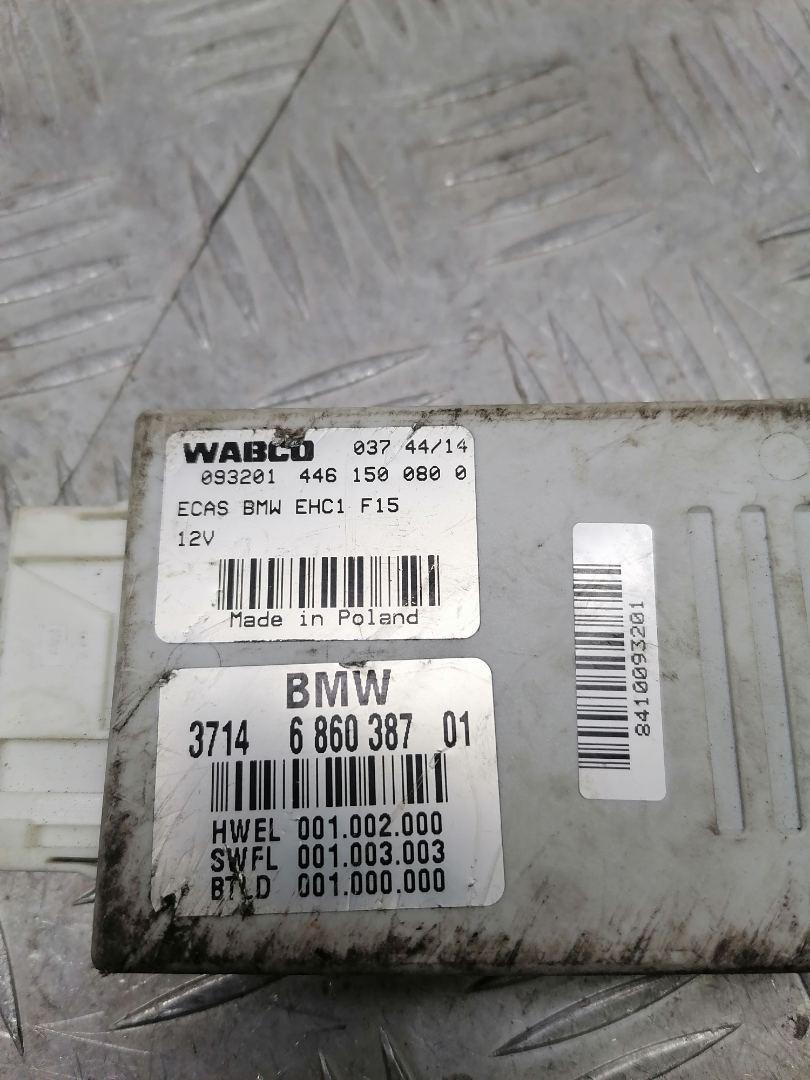 WABCO 037 44/14
093201 446 150 080 0
ECAS BMW EHC1 F15
12V
Made in Poland
BMW
3714 6 860 387 01
HWEL 001.002.000
SWFL 001.003.003
BTLD 001.000.000
8410093201